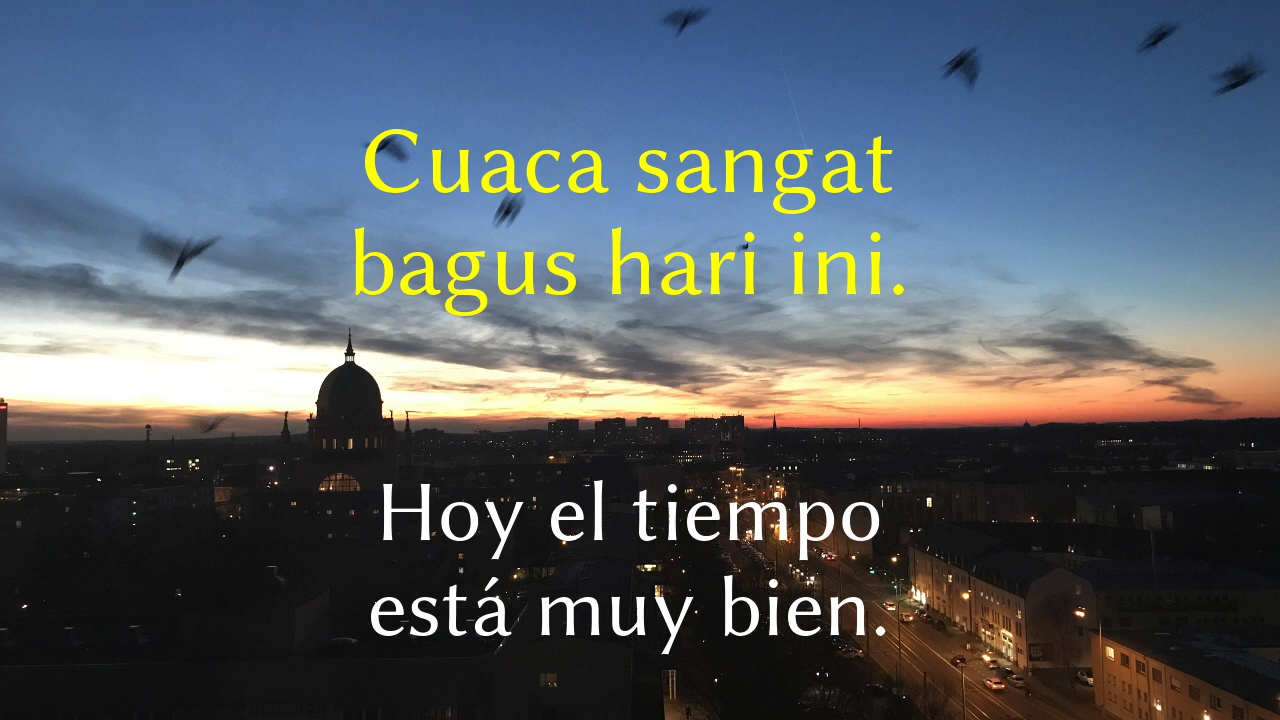 Cuaca sangat
bagus hari ini.
Hoy el tiempo
está muy bien.